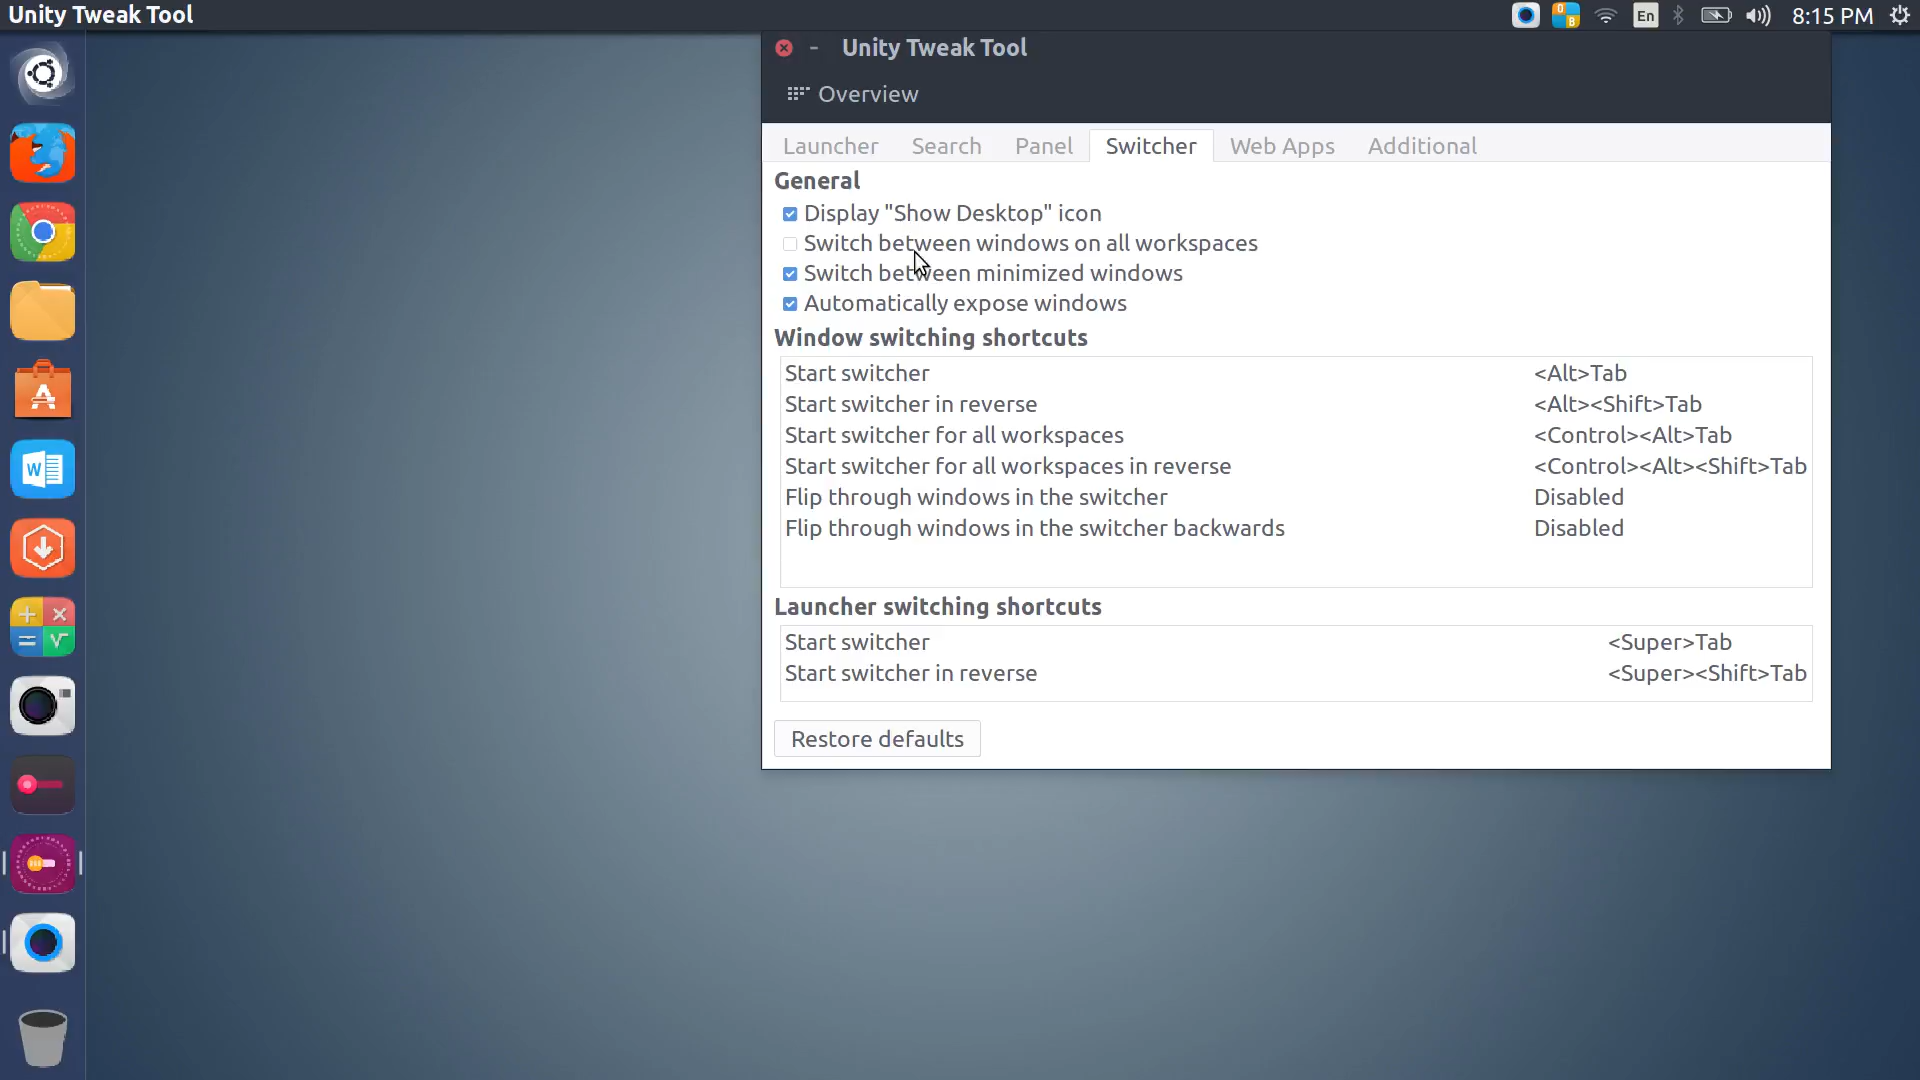 Unity Tweak Tool
En
8:15 PM
Unity Tweak Tool
Overview
Launcher Search Panel Switcher Web Apps Additional
General
Display "Show Desktop" icon
Switch between windows on all workspaces
Switch between minimized windows
Automatically expose windows
Window switching shortcuts
Start switcher <Alt>Tab
Start switcher in reverse <Alt><Shift>Tab
Start switcher for all workspaces <Control><Alt>Tab
Start switcher for all workspaces in reverse <Control><Alt><Shift>Tab
Flip through windows in the switcher Disabled
Flip through windows in the switcher backwards Disabled
Launcher switching shortcuts
Start switcher <Super>Tab
Start switcher in reverse <Super><Shift>Tab
Restore defaults
W